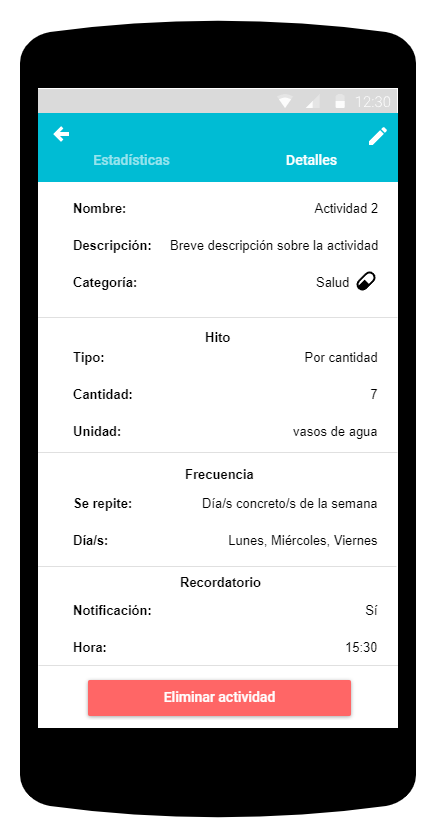 12:30
Estadísticas Detalles
Nombre: Actividad 2
Descripción: Breve descripción sobre la actividad
Categoría: Salud
Hito
Tipo: Por cantidad
Cantidad: 7
Unidad: vasos de agua
Frecuencia
Se repite: Día/s concreto/s de la semana
Día/s: Lunes, Miércoles, Viernes
Recordatorio
Notificación: Sí
Hora: 15:30
Eliminar actividad